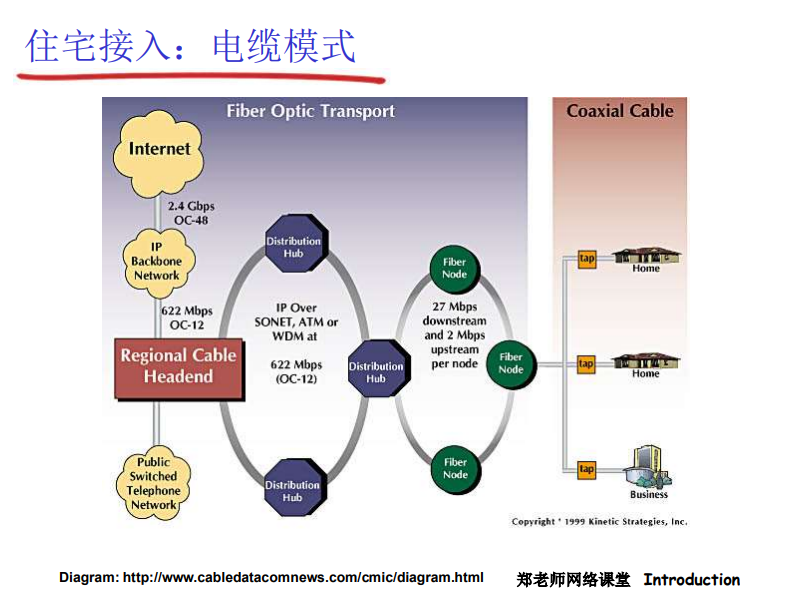 住宅接入：电缆模式
Fiber Optic Transport
Coaxial Cable
Internet
2.4 Gbps
OC-48
IP
Backbone
Network
622 Mbps
OC-12
Regional Cable
Headend
Public
Switched
Telephone
Network
Distribution
Hub
IP Over
SONET, ATM or
WDM at
622 Mbps
(OC-12)
Distribution
Hub
Distribution
Hub
Fiber
Node
27 Mbps
downstream
and 2 Mbps
upstream
per node
Fiber
Node
Fiber
Node
tap
Home
tap
Home
tap
Business
Copyright ' 1999 Kinetic Strategies, Inc.
Diagram: http://www.cabledatacomnews.com/cmic/diagram.html
郑老师网络课堂 Introduction